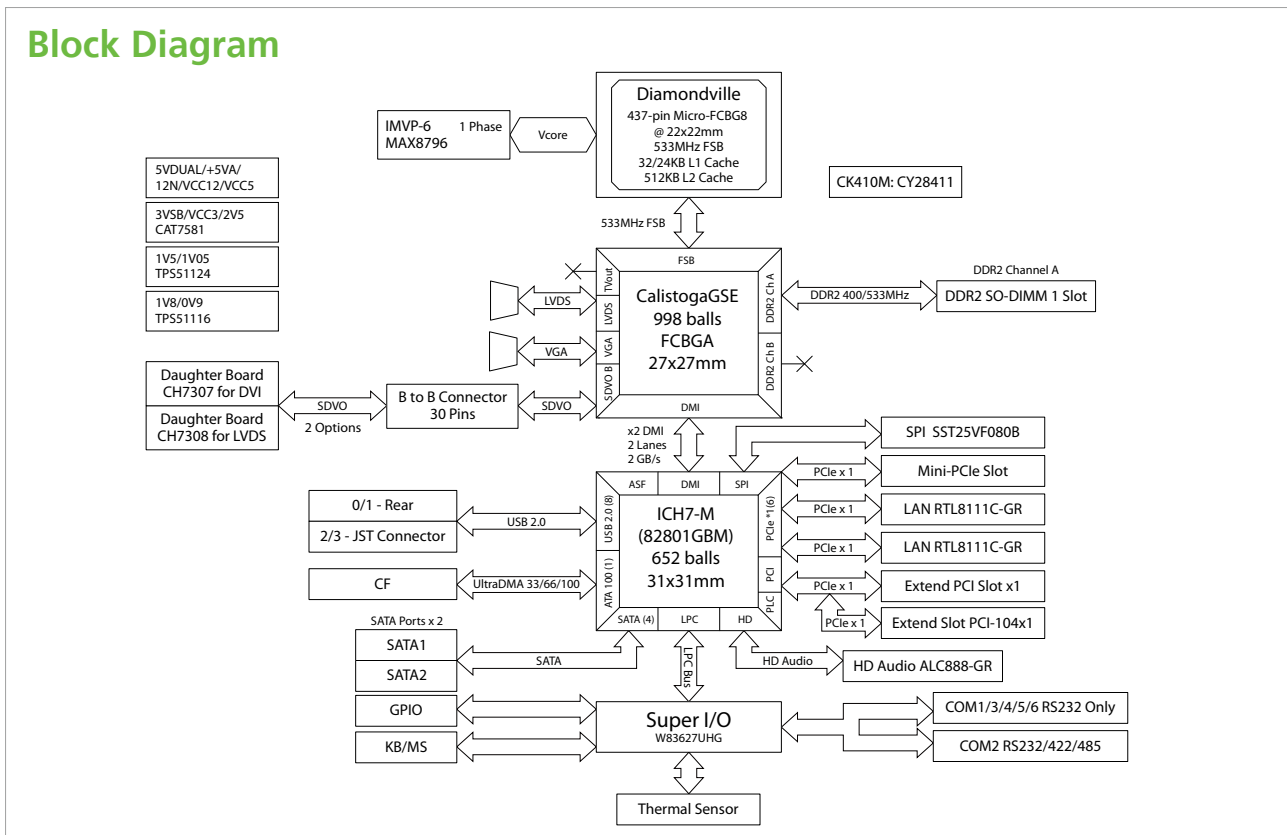 Block Diagram
Diamondville
437-pin Micro-FCBG8
@ 22x22mm
533MHz FSB
32/24KB L1 Cache
512KB L2 Cache
IMVP-6 1 Phase
MAX8796
Vcore
5VDUAL/+5VA/
12N/VCC12/VCC5
3VSB/VCC3/2V5
CAT7581
1V5/1V05
TPS51124
1V8/0V9
TPS51116
CK410M: CY28411
533MHz FSB
FSB
TVout
LVDS
VGA
SDVO B
CalistogaGSE
998 balls
FCBGA
27x27mm
DDR2 Ch A
DDR2 Ch B
DMI
LVDS
VGA
DDR2 400/533MHz
DDR2 Channel A
DDR2 SO-DIMM 1 Slot
Daughter Board
CH7307 for DVI
Daughter Board
CH7308 for LVDS
SDVO
2 Options
B to B Connector
30 Pins
SDVO
x2 DMI
2 Lanes
2 GB/s
SPI SST25VF080B
ASF
DMI
SPI
USB 2.0 (8)
ATA 100 (1)
ICH7-M
(82801GBM)
652 balls
31x31mm
PCIe *1(6)
PCI
PLC
SATA (4)
LPC
HD
PCIe x 1
Mini-PCIe Slot
PCIe x 1
LAN RTL8111C-GR
PCIe x 1
LAN RTL8111C-GR
PCIe x 1
Extend PCI Slot x1
PCIe x 1
Extend Slot PCI-104x1
0/1 - Rear
2/3 - JST Connector
USB 2.0
CF
UltraDMA 33/66/100
SATA Ports x 2
SATA1
SATA2
SATA
LPC Bus
HD Audio
HD Audio ALC888-GR
GPIO
KB/MS
Super I/O
W83627UHG
COM1/3/4/5/6 RS232 Only
COM2 RS232/422/485
Thermal Sensor